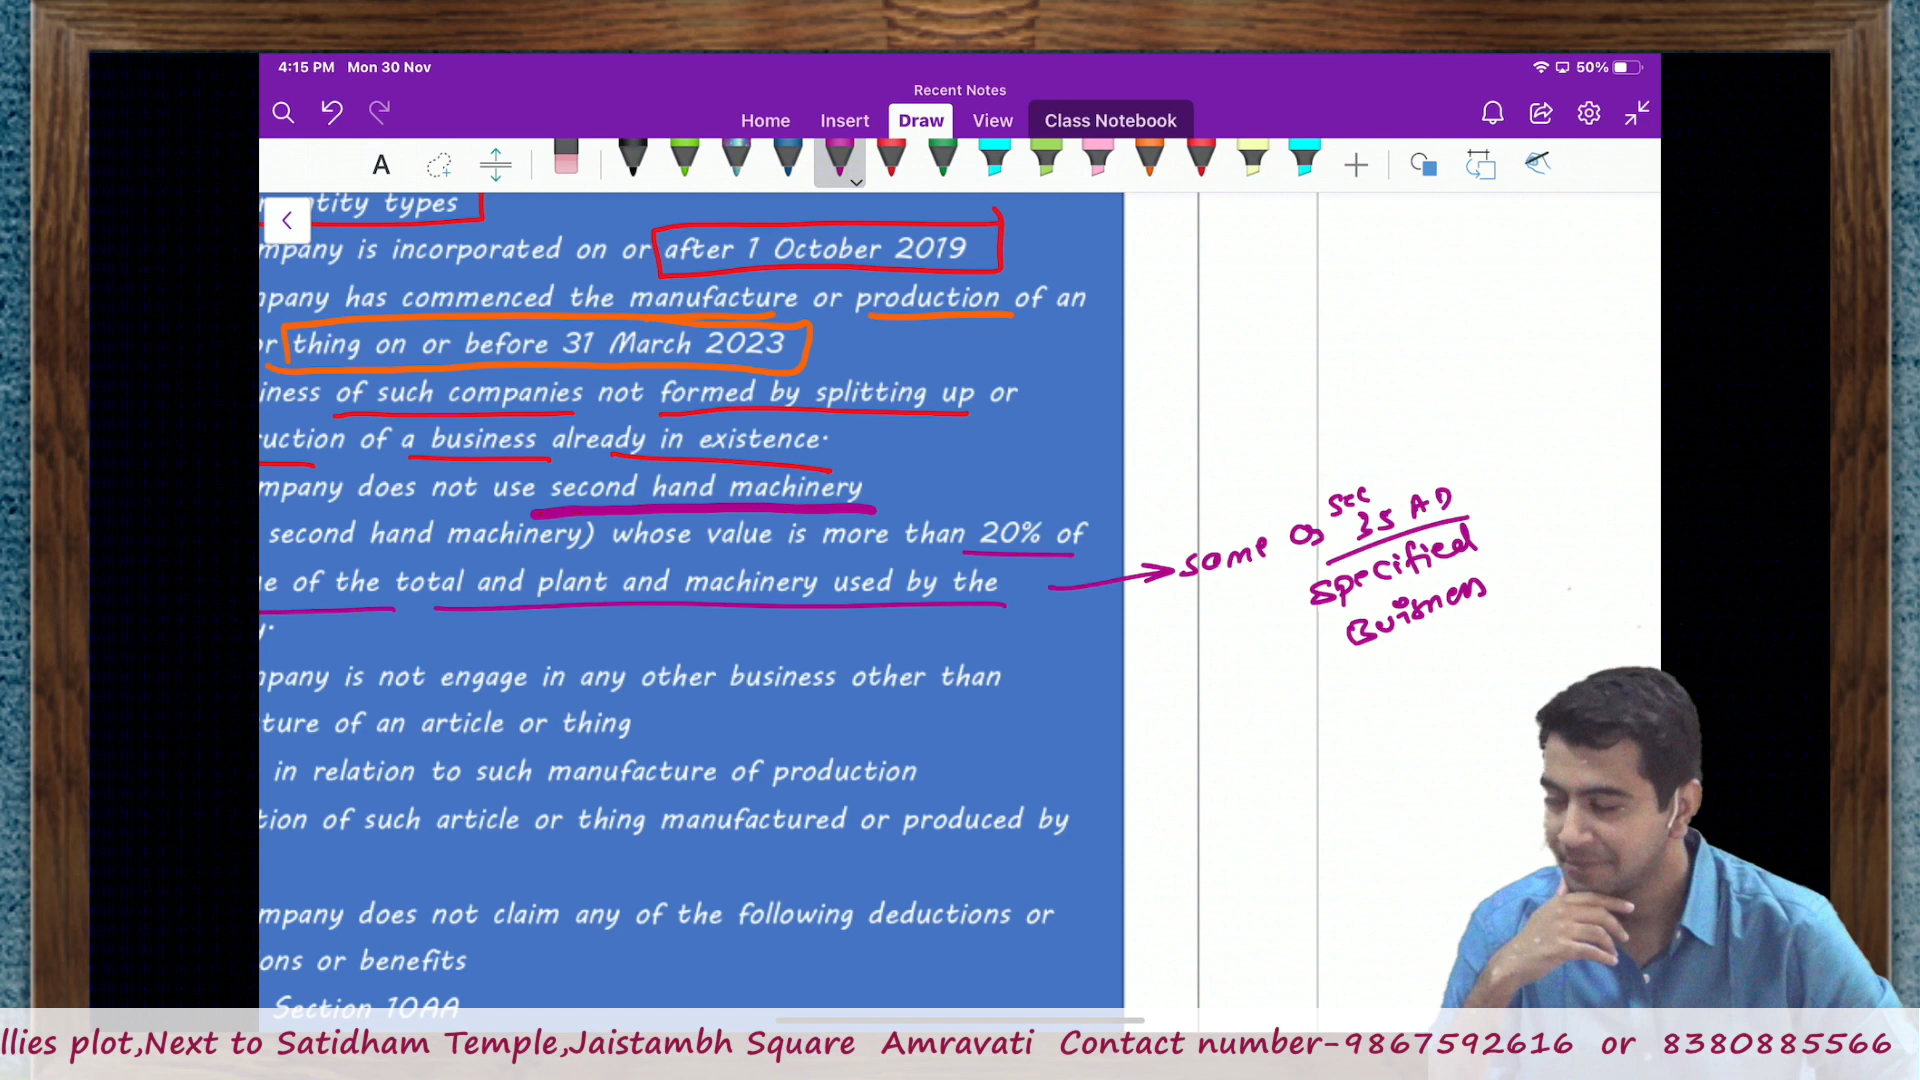 4:15 PM Mon 30 Nov
50%
Recent Notes
Home Insert Draw View Class Notebook
ntity types
mpany is incorporated on or after 1 October 2019
npany has commenced the manufacture or production of an
or thing on or before 31 March 2023
iness of such companies not formed by splitting up or
uction of a business already in existence.
mpany does not use second hand machinery
second hand machinery) whose value is more than 20% of
e of the total and plant and machinery used by the
y.
npany is not engage in any other business other than
ture of an article or thing
in relation to such manufacture of production
tion of such article or thing manufactured or produced by
mpany does not claim any of the following deductions or
ons or benefits
Section 10AA
Same as Sec 35 AD
Specified
Buisness
llies plot,Next to Satidham Temple,Jaistambh Square Amravati Contact number-9867592616 or 8380885566